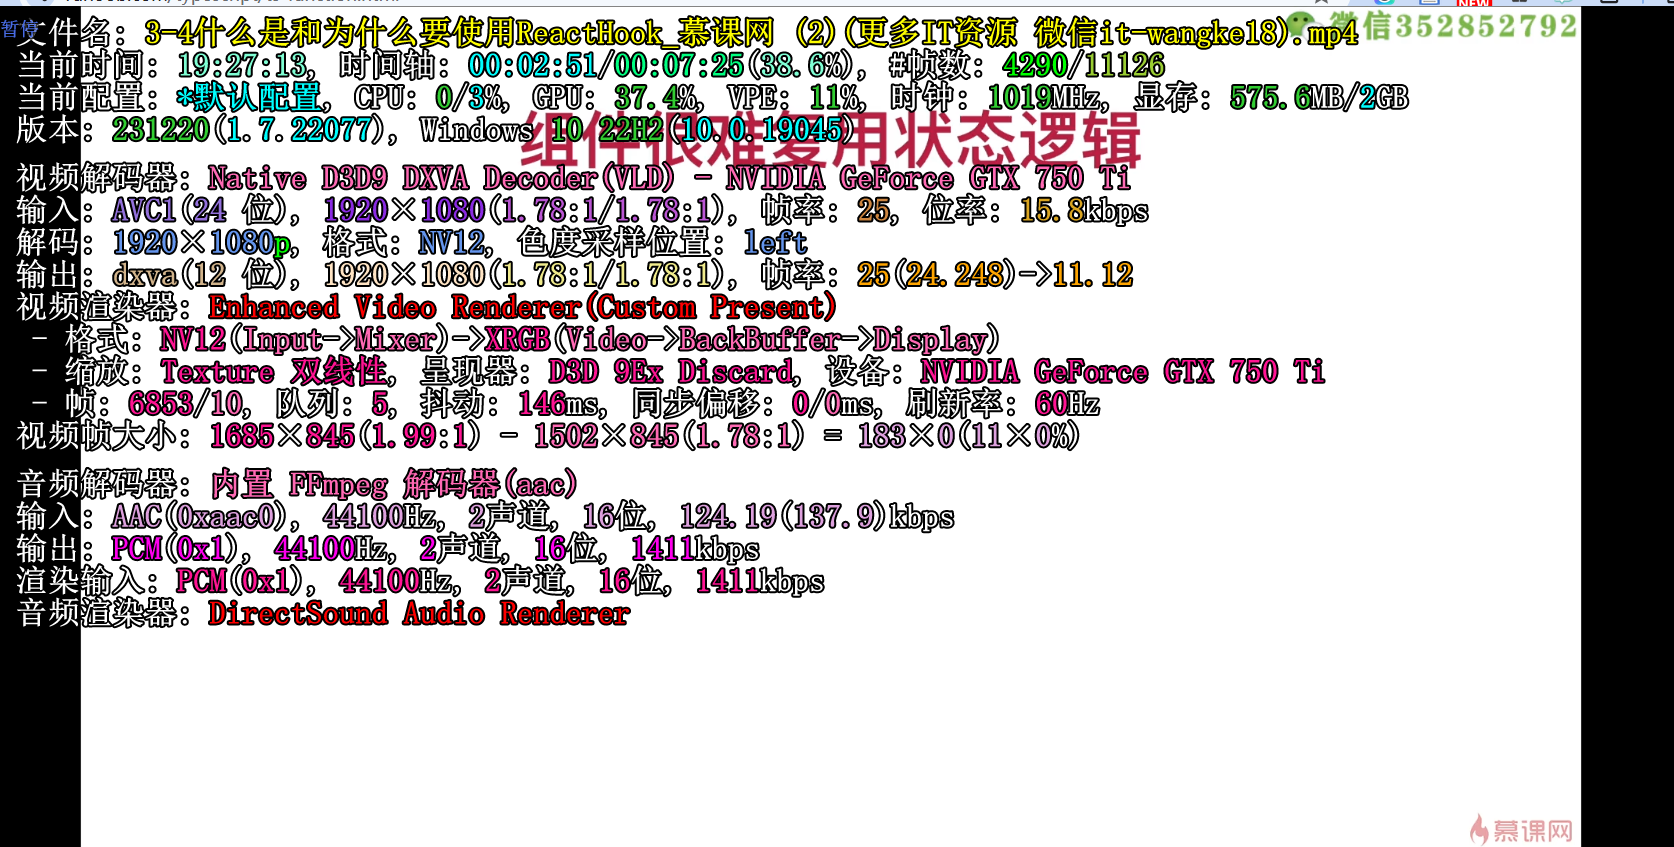 暂停
文件名: 3-4什么是和为什么要使用ReactHook_慕课网 (2)(更多IT资源 微信it-wangke18).mp4
微信352852792
当前时间: 19:27:13, 时间轴: 00:02:51/00:07:25(38.6%), #帧数: 4290/11126
当前配置: *默认配置, CPU: 0/3%, GPU: 37.4%, VPE: 11%, 时钟: 1019MHz, 显存: 575.6MB/2GB
版本: 231220(1.7.22077), Windows 10 22H2(10.0.19045)
组件很难复用状态逻辑
视频解码器: Native D3D9 DXVA Decoder(VLD) - NVIDIA GeForce GTX 750 Ti
输入: AVC1(24 位), 1920×1080(1.78:1/1.78:1), 帧率: 25, 位率: 15.8kbps
解码: 1920×1080p, 格式: NV12, 色度采样位置: left
输出: dxva(12 位), 1920×1080(1.78:1/1.78:1), 帧率: 25(24.248)->11.12
视频渲染器: Enhanced Video Renderer(Custom Present)
- 格式: NV12(Input->Mixer)->XRGB(Video->BackBuffer->Display)
- 缩放: Texture 双线性, 呈现器: D3D 9Ex Discard, 设备: NVIDIA GeForce GTX 750 Ti
- 帧: 6853/10, 队列: 5, 抖动: 146ms, 同步偏移: 0/0ms, 刷新率: 60Hz
视频帧大小: 1685×845(1.99:1) - 1502×845(1.78:1) = 183×0(11×0%)
音频解码器: 内置 FFmpeg 解码器(aac)
输入: AAC(0xaac0), 44100Hz, 2声道, 16位, 124.19(137.9)kbps
输出: PCM(0x1), 44100Hz, 2声道, 16位, 1411kbps
渲染输入: PCM(0x1), 44100Hz, 2声道, 16位, 1411kbps
音频渲染器: DirectSound Audio Renderer
慕课网